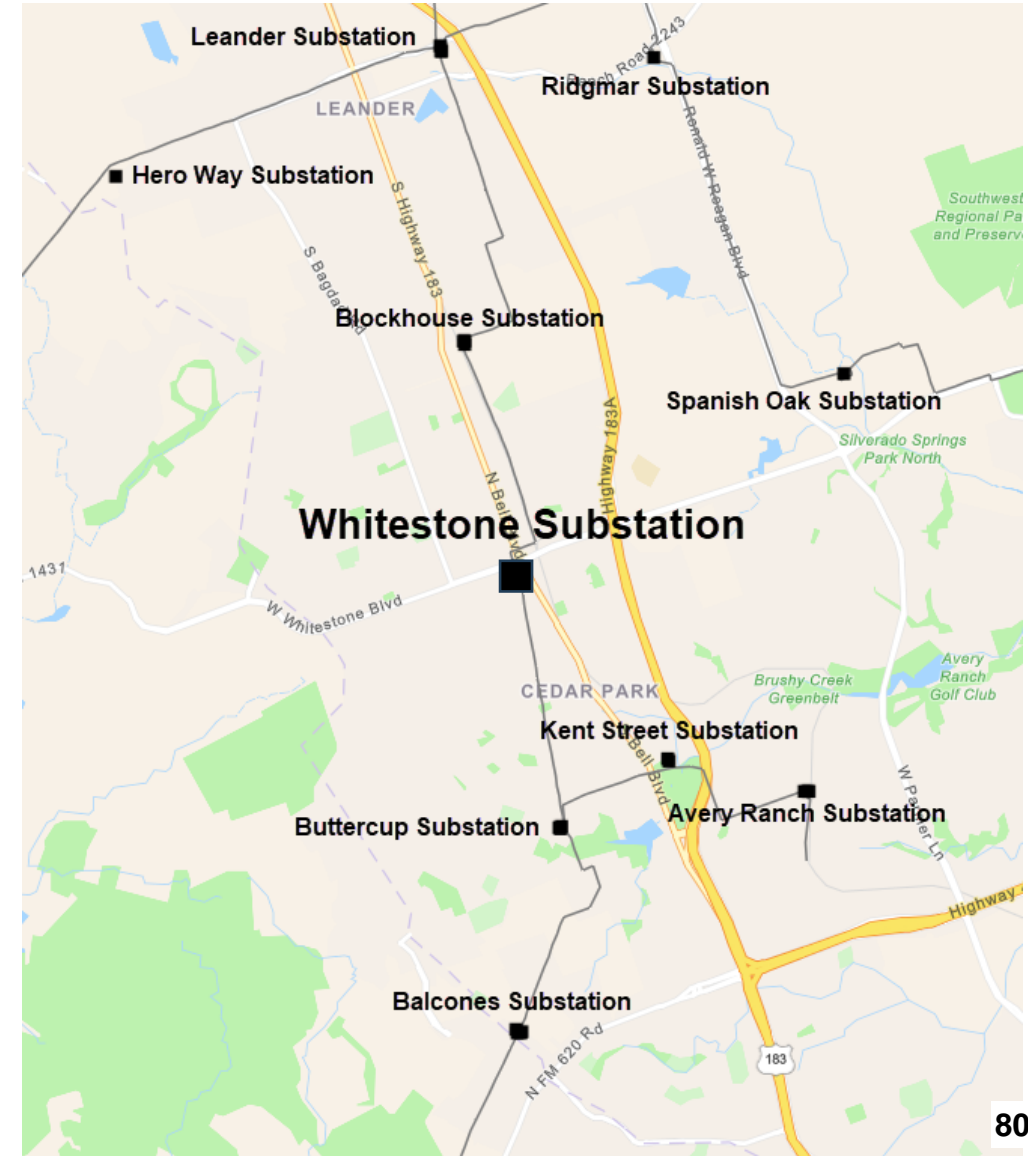 Leander Substation
Ranch Road 2243
Ridgmar Substation
LEANDER
Hero Way Substation
Ronald W Reagan Blvd
Southwest
Regional Pa
and Preserv
S Highway 183
S Bagdad Rd
Blockhouse Substation
Spanish Oak Substation
Highway 183A
Silverado Springs
Park North
N Bell Blvd
Whitestone Substation
1431
W Whitestone Blvd
Avery
Ranch
Golf Club
Brushy Creek
Greenbelt
CEDAR PARK
Kent Street Substation
Bell Blvd
W Parmer Ln
Avery Ranch Substation
Buttercup Substation
Highway
Balcones Substation
N FM 620 Rd
183
80